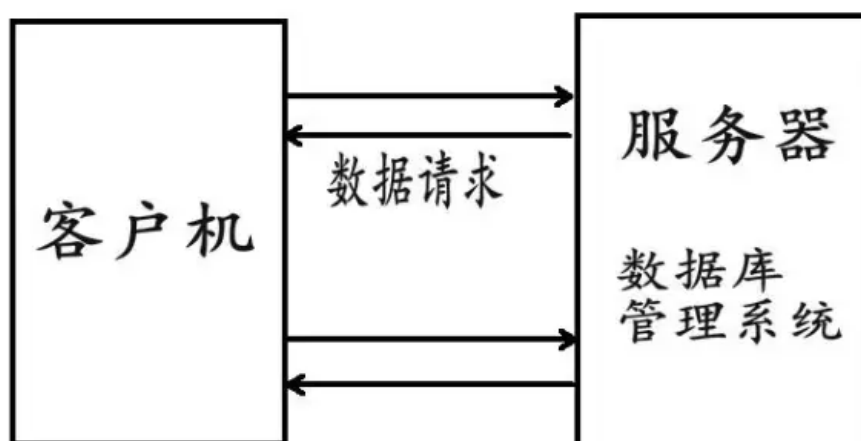 客户机
数据请求
服务器
数据库
管理系统